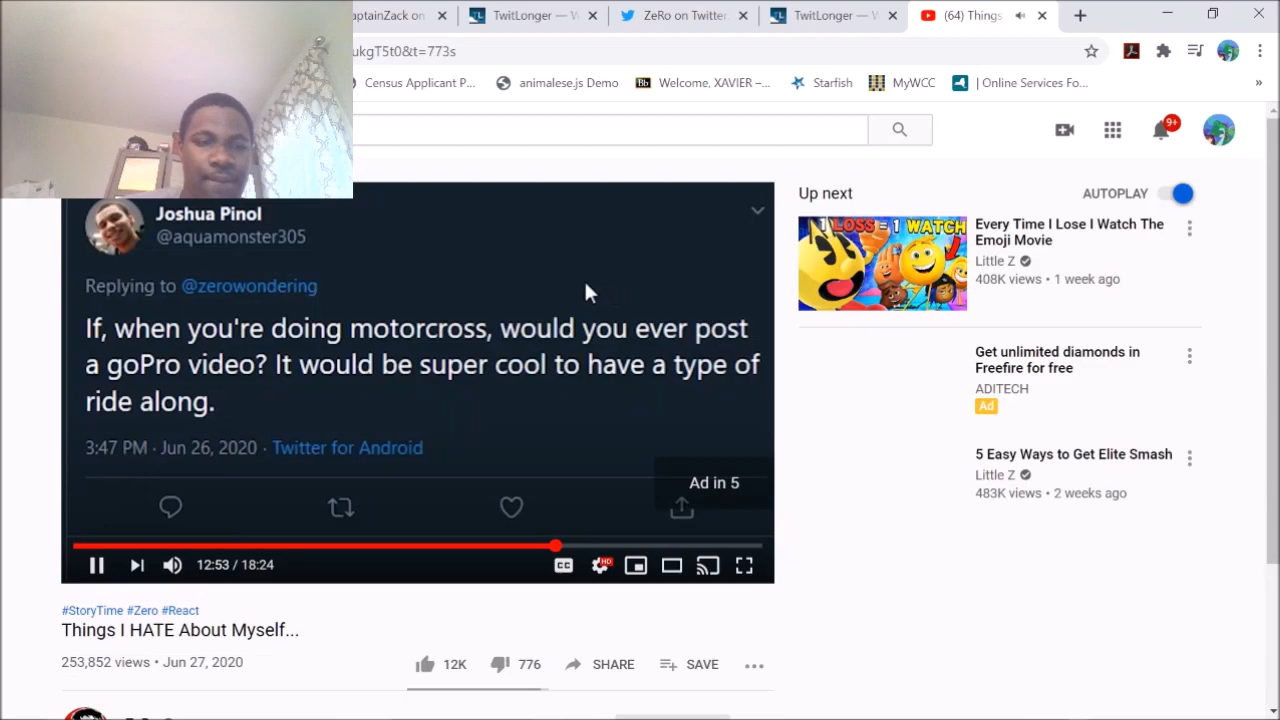 aptainZack on
TwitLonger — W
ZeRo on Twitter
TwitLonger — W
(64) Things
ukgT5t0&t=773s
Census Applicant P...
animalese.js Demo
Bb
Welcome, XAVIER –...
Starfish
MyWCC
| Online Services Fo...
»
9+
Joshua Pinol
@aquamonster305
Replying to @zerowondering
If, when you're doing motorcross, would you ever post
a goPro video? It would be super cool to have a type of
ride along.
3:47 PM · Jun 26, 2020 · Twitter for Android
Ad in 5
12:53 / 18:24
CC
HD
#StoryTime #Zero #React
Things I HATE About Myself...
253,852 views • Jun 27, 2020
12K
776
SHARE
SAVE
Up next
AUTOPLAY
1 LOSS = 1 WATCH
Every Time I Lose I Watch The
Emoji Movie
Little Z
408K views • 1 week ago
Get unlimited diamonds in
Freefire for free
ADITECH
Ad
5 Easy Ways to Get Elite Smash
Little Z
483K views • 2 weeks ago